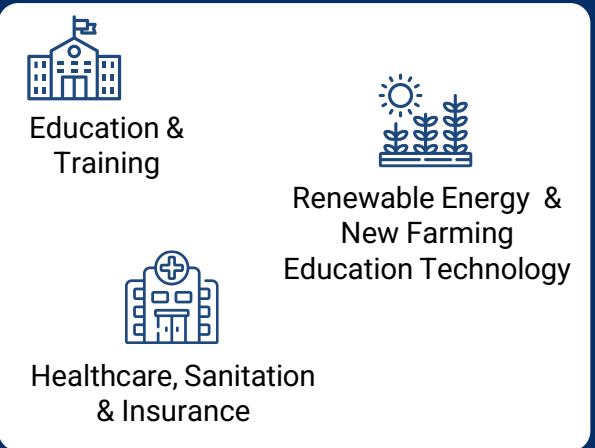 Education &
Training
Renewable Energy  &
New Farming
Education Technology
Healthcare, Sanitation
& Insurance